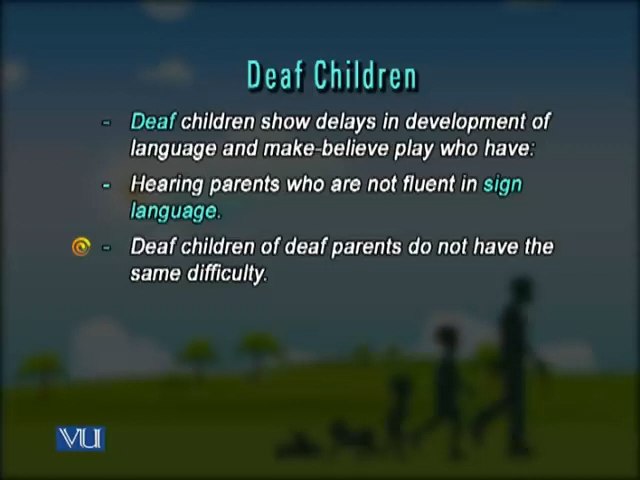 Deaf Children
- Deaf children show delays in development of
language and make-believe play who have:
- Hearing parents who are not fluent in sign
language.
- Deaf children of deaf parents do not have the
same difficulty.
VU